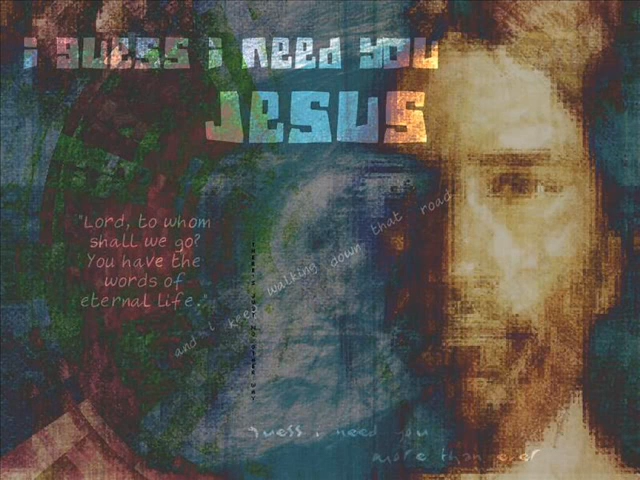 i guess i need you
Jesus
"Lord, to whom
shall we go?
You have the
words of
eternal life."
and i keep walking down that road
guess i need you
more than ever